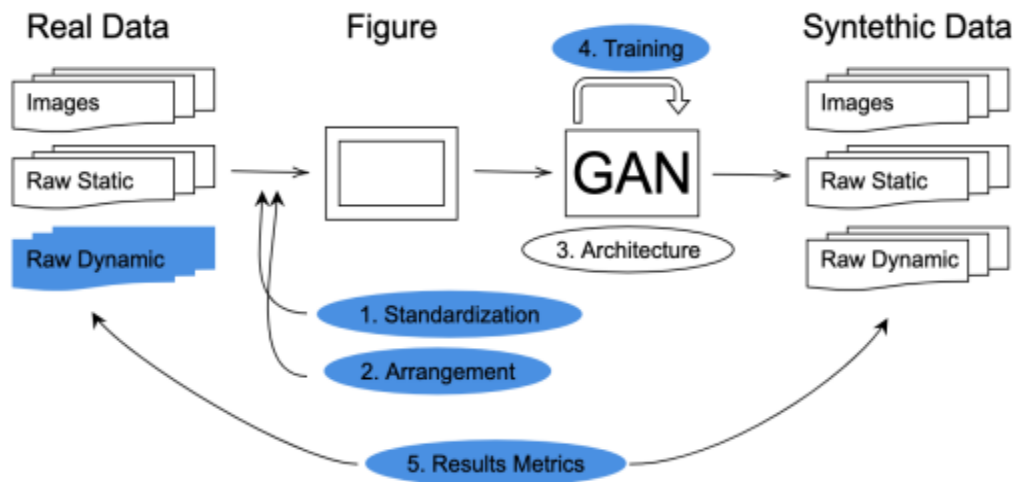 Real Data
Figure
4. Training
Syntethic Data
Images
Raw Static
Raw Dynamic
GAN
3. Architecture
Images
Raw Static
Raw Dynamic
1. Standardization
2. Arrangement
5. Results Metrics